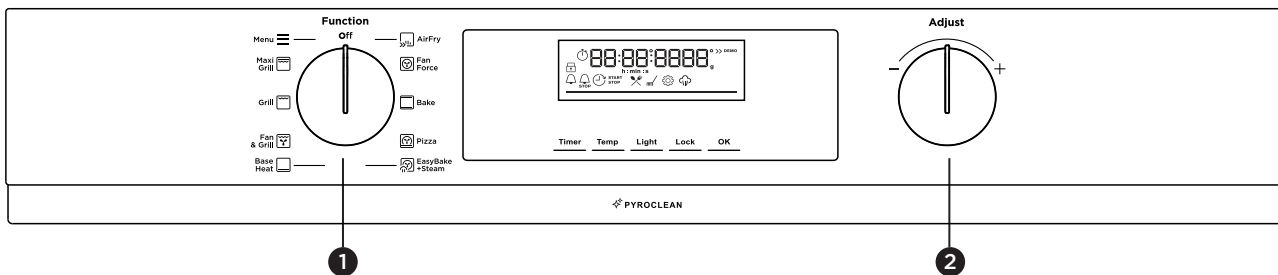 Function
Off
Menu
Maxi
Grill
Grill
Fan
& Grill
Base
Heat
AirFry
Fan
Force
Bake
Pizza
EasyBake
+Steam
88:88:8888° >> DEMO
g
h : min : s
START
STOP
STOP
Timer Temp Light Lock OK
Adjust
− +
PYROCLEAN
1
2